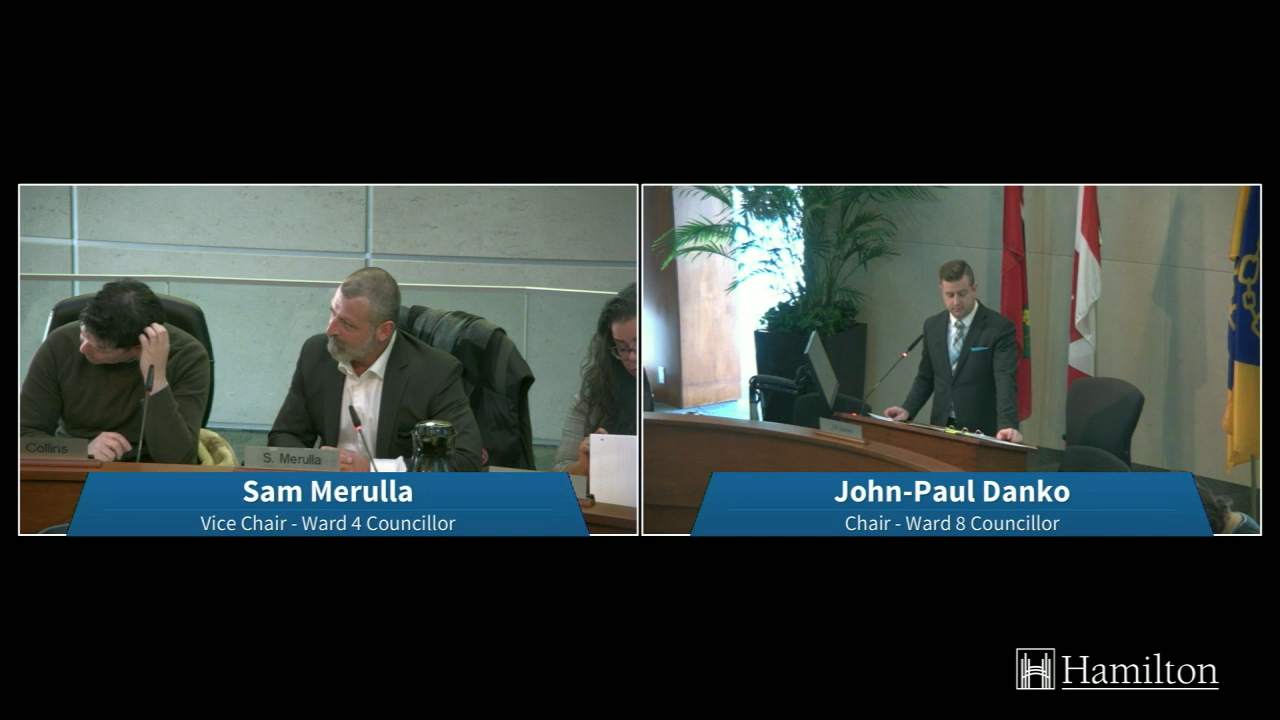 Collins
S. Merulla
Sam Merulla
Vice Chair - Ward 4 Councillor
John-Paul Danko
Chair - Ward 8 Councillor
Hamilton